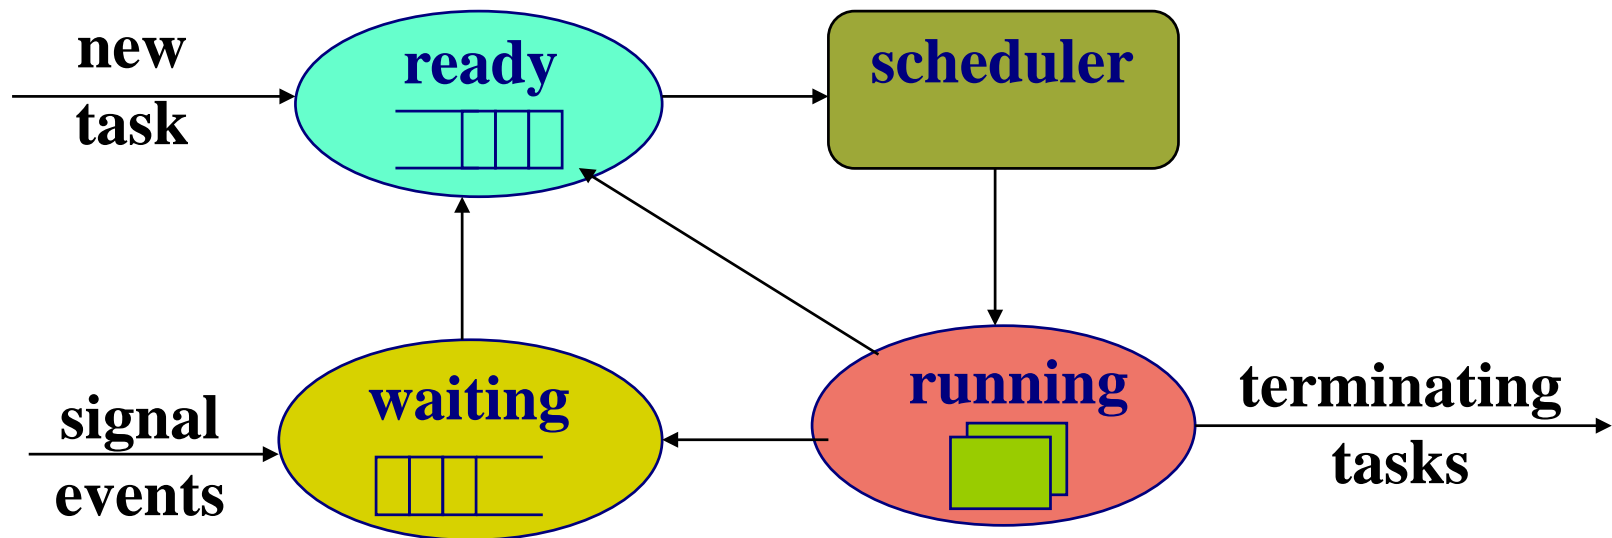 new
task
ready
scheduler
waiting
signal
events
running
terminating
tasks